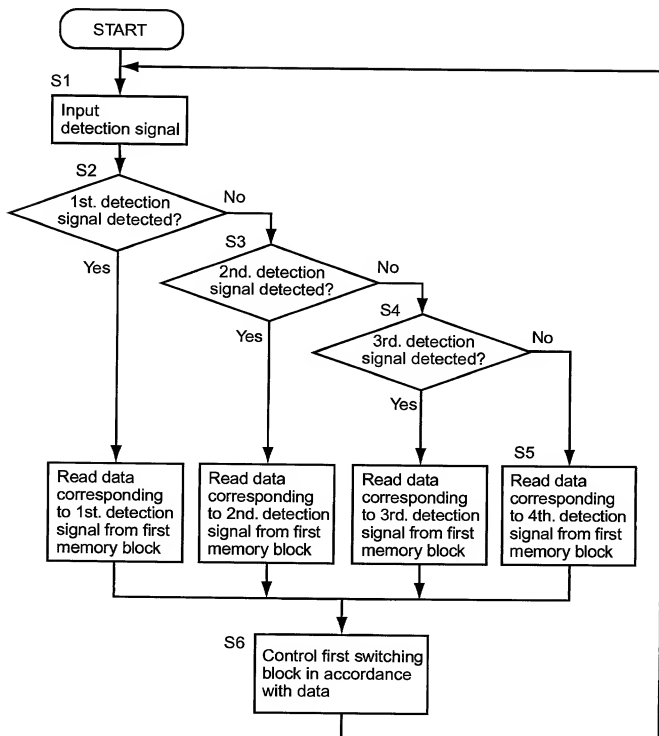 START
S1
Input
detection signal
S2
1st. detection
signal detected?
No
Yes
S3
2nd. detection
signal detected?
No
Yes
S4
3rd. detection
signal detected?
No
Yes
S5
Read data
corresponding
to 1st. detection
signal from first
memory block
Read data
corresponding
to 2nd. detection
signal from first
memory block
Read data
corresponding
to 3rd. detection
signal from first
memory block
Read data
corresponding
to 4th. detection
signal from first
memory block
S6
Control first switching
block in accordance
with data